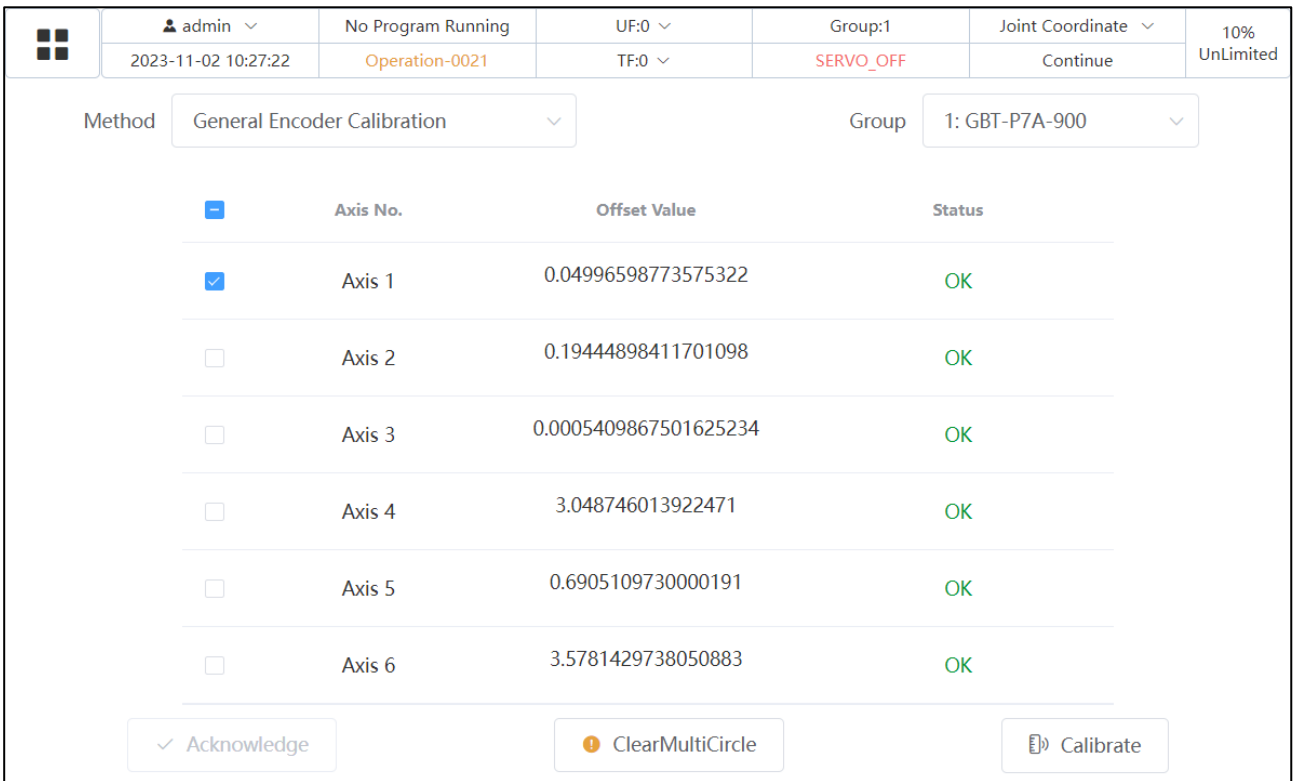 admin No Program Running UF:0 Group:1 Joint Coordinate 10%
UnLimited
2023-11-02 10:27:22 Operation-0021 TF:0 SERVO_OFF Continue
Method General Encoder Calibration Group 1: GBT-P7A-900
Axis No. Offset Value Status
Axis 1 0.04996598773575322 OK
Axis 2 0.19444898411701098 OK
Axis 3 0.0005409867501625234 OK
Axis 4 3.048746013922471 OK
Axis 5 0.6905109730000191 OK
Axis 6 3.5781429738050883 OK
Acknowledge ClearMultiCircle Calibrate